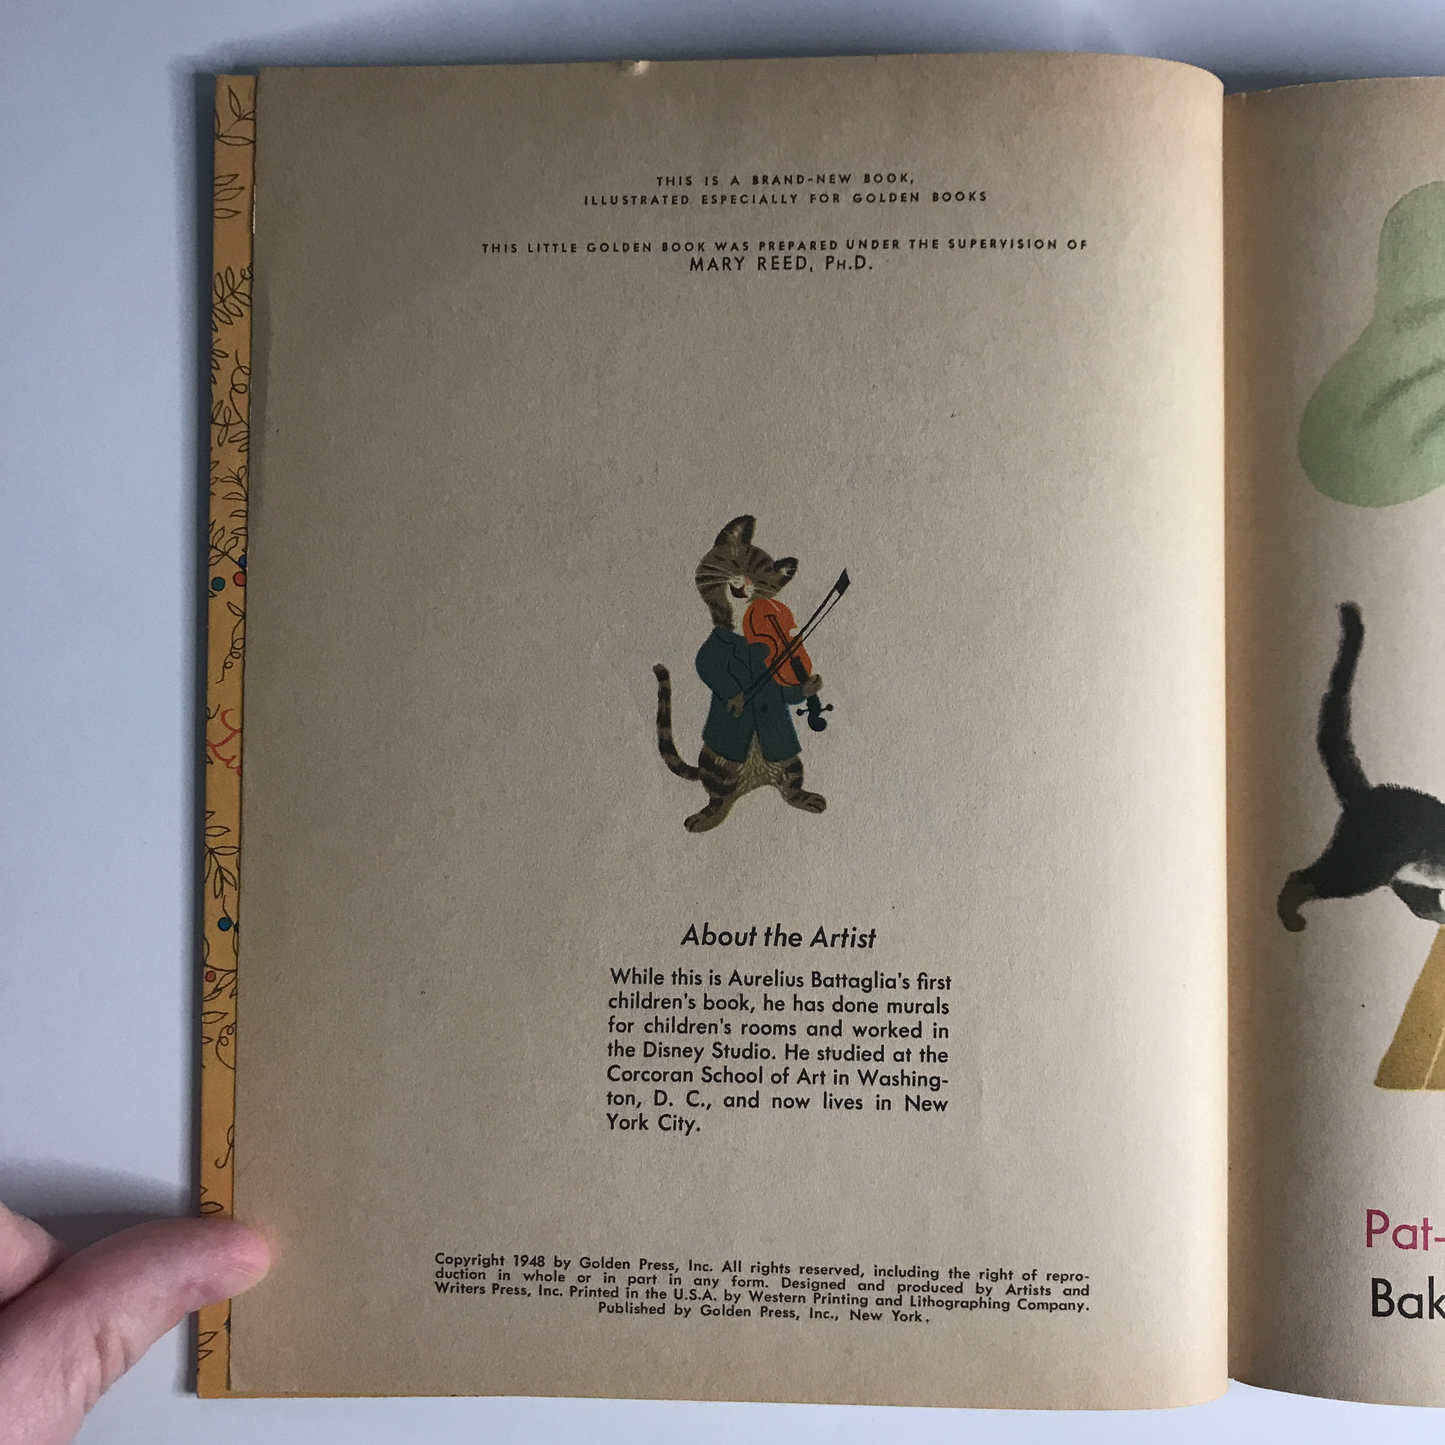 THIS IS A BRAND-NEW BOOK,
ILLUSTRATED ESPECIALLY FOR GOLDEN BOOKS
THIS LITTLE GOLDEN BOOK WAS PREPARED UNDER THE SUPERVISION OF
MARY REED, PH.D.
About the Artist
While this is Aurelius Battaglia's first
children's book, he has done murals
for children's rooms and worked in
the Disney Studio. He studied at the
Corcoran School of Art in Washing-
ton, D. C., and now lives in New
York City.
Copyright 1948 by Golden Press, Inc. All rights reserved, including the right of repro-
duction in whole or in part in any form. Designed and produced by Artists and
Writers Press, Inc. Printed in the U.S.A. by Western Printing and Lithographing Company.
Published by Golden Press, Inc., New York.
Pat-
Bak